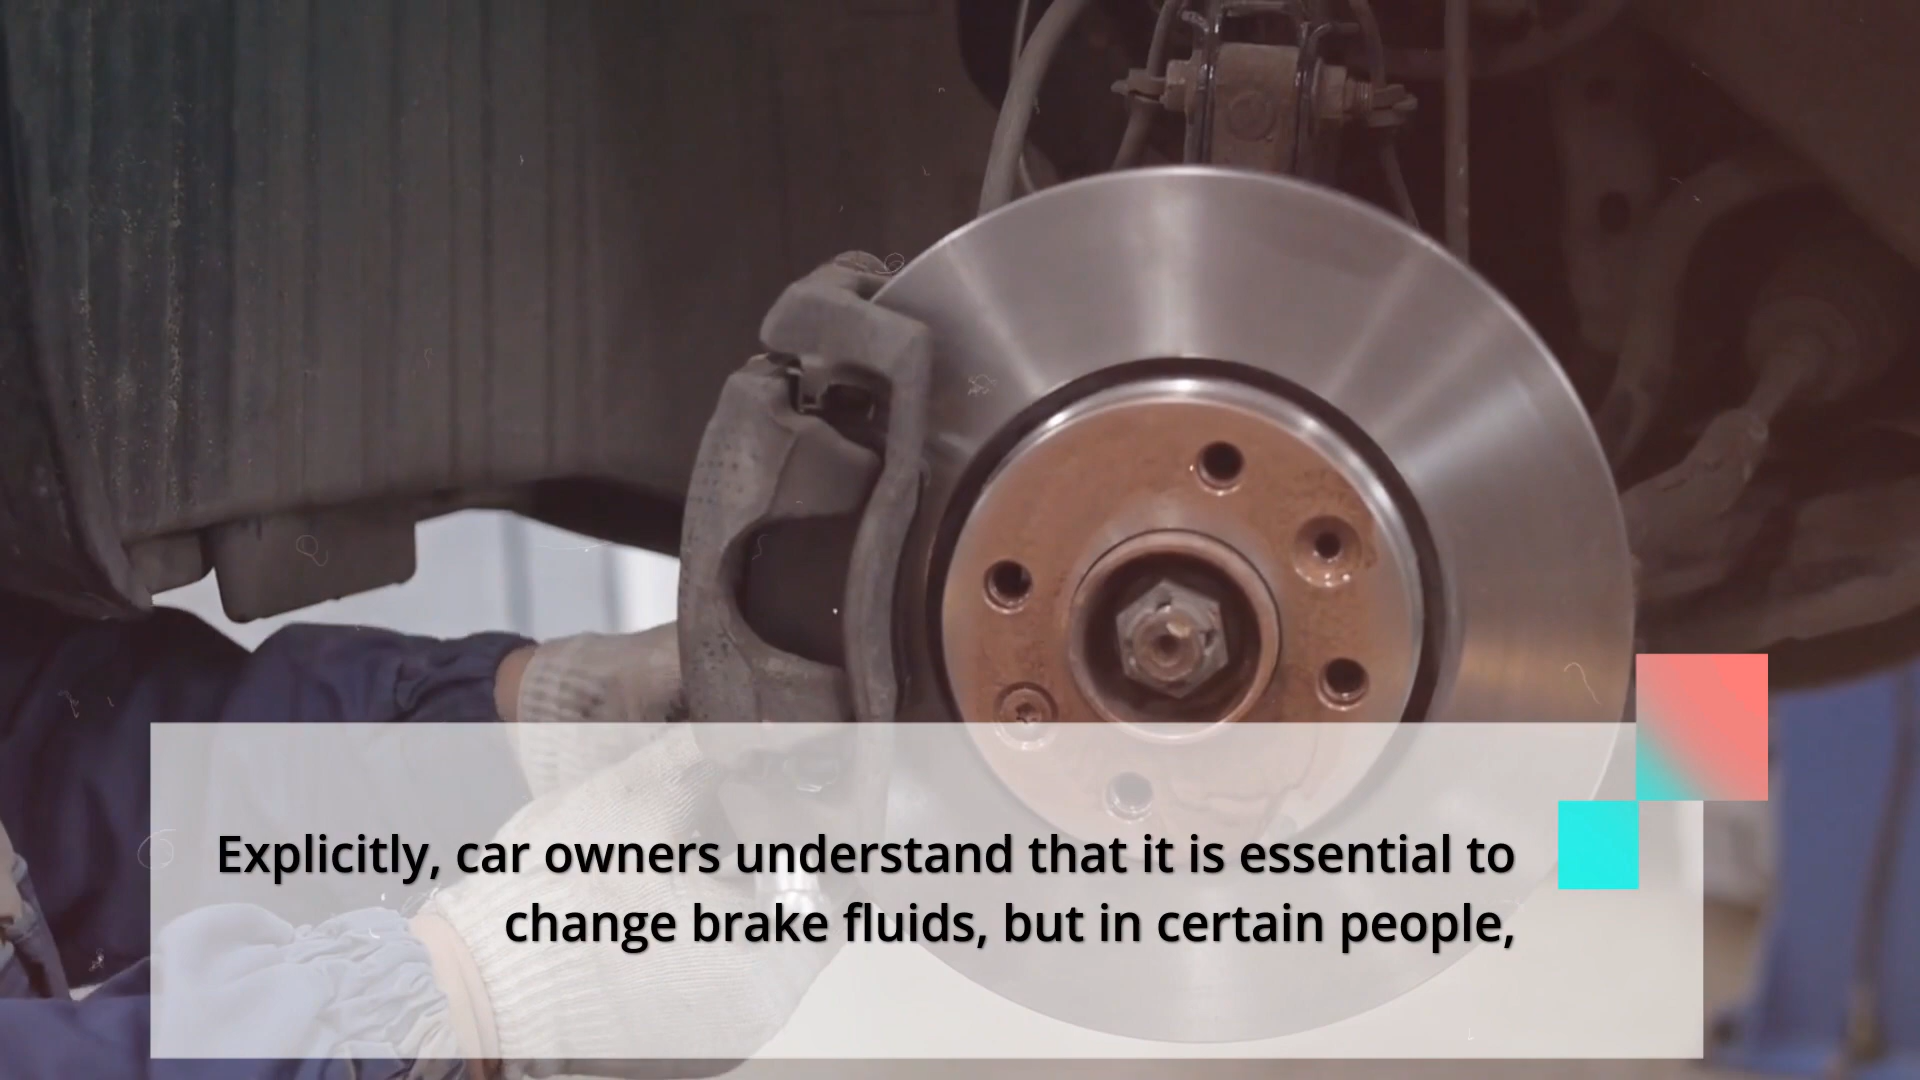 Explicitly, car owners understand that it is essential to
change brake fluids, but in certain people,